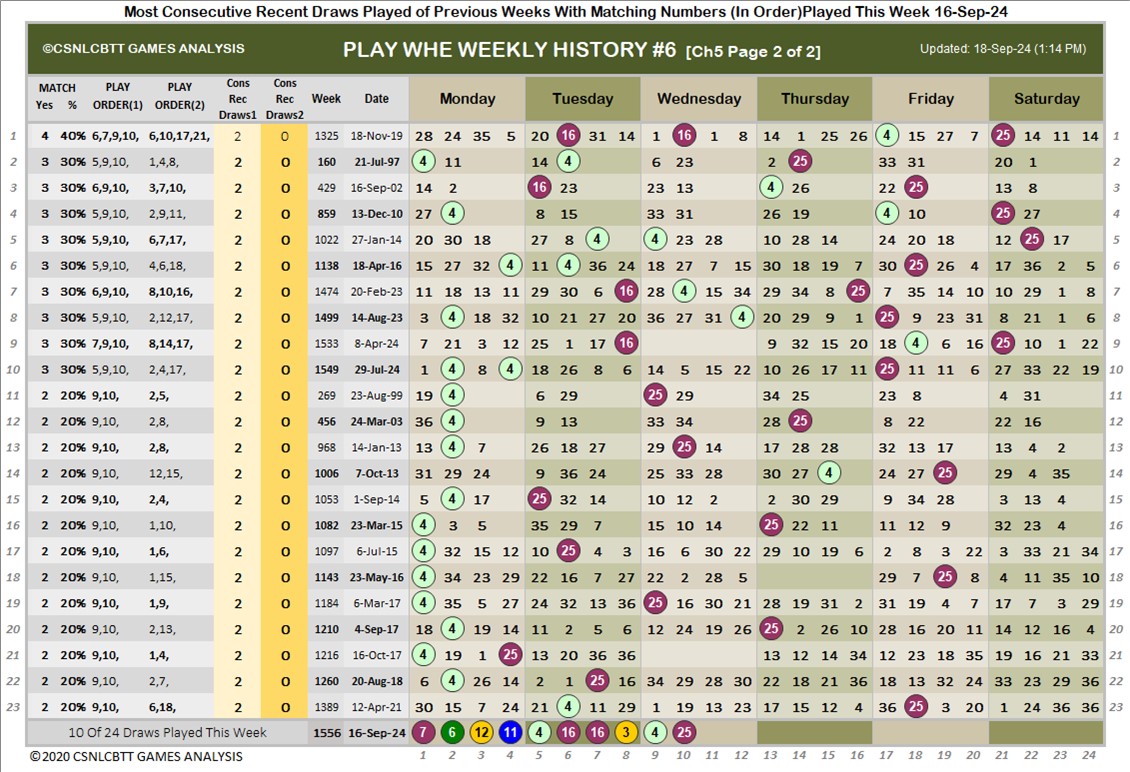 Most Consecutive Recent Draws Played of Previous Weeks With Matching Numbers (In Order)Played This Week 16-Sep-24
©CSNLCBTT GAMES ANALYSIS PLAY WHE WEEKLY HISTORY #6 [Ch5 Page 2 of 2] Updated: 18-Sep-24 (1:14 PM)
MATCH Yes % PLAY ORDER(1) PLAY ORDER(2) Cons Rec Draws1 Cons Rec Draws2 Week Date Monday Tuesday Wednesday Thursday Friday Saturday
1 4 40% 6,7,9,10, 6,10,17,21, 2 0 1325 18-Nov-19 28 24 35 5 20 16 31 14 1 16 1 8 14 1 25 26 4 15 27 7 25 14 11 14 1
2 3 30% 5,9,10, 1,4,8, 2 0 160 21-Jul-97 4 11 14 4 6 23 2 25 33 31 20 1 2
3 3 30% 6,9,10, 3,7,10, 2 0 429 16-Sep-02 14 2 16 23 23 13 4 26 22 25 13 8 3
4 3 30% 5,9,10, 2,9,11, 2 0 859 13-Dec-10 27 4 8 15 33 31 26 19 4 10 25 27 4
5 3 30% 5,9,10, 6,7,17, 2 0 1022 27-Jan-14 20 30 18 27 8 4 4 23 28 10 28 14 24 20 18 12 25 17 5
6 3 30% 5,9,10, 4,6,18, 2 0 1138 18-Apr-16 15 27 32 4 11 4 36 24 18 27 7 15 30 18 19 7 30 25 26 4 17 36 2 5 6
7 3 30% 6,9,10, 8,10,16, 2 0 1474 20-Feb-23 11 18 13 11 29 30 6 16 28 4 15 34 29 34 8 25 7 35 14 10 10 29 1 8 7
8 3 30% 5,9,10, 2,12,17, 2 0 1499 14-Aug-23 3 4 18 32 10 21 27 20 36 27 31 4 20 29 9 1 25 9 23 31 8 21 1 6 8
9 3 30% 7,9,10, 8,14,17, 2 0 1533 8-Apr-24 7 21 3 12 25 1 17 16 9 32 15 20 18 4 6 16 25 10 1 22 9
10 3 30% 5,9,10, 2,4,17, 2 0 1549 29-Jul-24 1 4 8 4 18 26 8 6 14 5 15 22 10 26 17 11 25 11 11 6 27 33 22 19 10
11 2 20% 9,10, 2,5, 2 0 269 23-Aug-99 19 4 6 29 25 29 34 25 23 8 4 31 11
12 2 20% 9,10, 2,8, 2 0 456 24-Mar-03 36 4 9 13 33 34 28 25 8 22 22 16 12
13 2 20% 9,10, 2,8, 2 0 968 14-Jan-13 13 4 7 26 18 27 29 25 14 17 28 28 32 13 17 13 4 2 13
14 2 20% 9,10, 12,15, 2 0 1006 7-Oct-13 31 29 24 9 36 24 25 33 28 30 27 4 24 27 25 29 4 35 14
15 2 20% 9,10, 2,4, 2 0 1053 1-Sep-14 5 4 17 25 32 14 10 12 2 2 30 29 9 34 28 3 13 4 15
16 2 20% 9,10, 1,10, 2 0 1082 23-Mar-15 4 3 5 35 29 7 15 10 14 25 22 11 11 12 9 32 23 4 16
17 2 20% 9,10, 1,6, 2 0 1097 6-Jul-15 4 32 15 12 10 25 4 3 16 6 30 22 29 10 19 6 2 8 3 22 3 33 21 34 17
18 2 20% 9,10, 1,15, 2 0 1143 23-May-16 4 34 23 29 22 16 7 27 22 2 28 5 29 7 25 8 4 11 35 10 18
19 2 20% 9,10, 1,9, 2 0 1184 6-Mar-17 4 35 5 27 24 32 13 36 25 16 30 21 28 19 31 2 31 19 4 7 17 7 3 29 19
20 2 20% 9,10, 2,13, 2 0 1210 4-Sep-17 18 4 19 14 11 2 5 6 12 24 19 26 25 2 26 10 28 16 20 11 14 12 16 4 20
21 2 20% 9,10, 1,4, 2 0 1216 16-Oct-17 4 19 1 25 13 20 36 36 13 12 14 34 12 23 18 35 19 16 21 33 21
22 2 20% 9,10, 2,7, 2 0 1260 20-Aug-18 6 4 26 14 2 1 25 16 34 29 28 30 22 18 21 36 18 13 32 24 33 23 29 36 22
23 2 20% 9,10, 6,18, 2 0 1389 12-Apr-21 30 15 7 24 21 4 11 29 1 19 13 23 17 15 12 4 36 25 3 20 1 24 36 36 23
10 Of 24 Draws Played This Week 1556 16-Sep-24 7 6 12 11 4 16 16 3 4 25
©2020 CSNLCBTT GAMES ANALYSIS 1 2 3 4 5 6 7 8 9 10 11 12 13 14 15 16 17 18 19 20 21 22 23 24